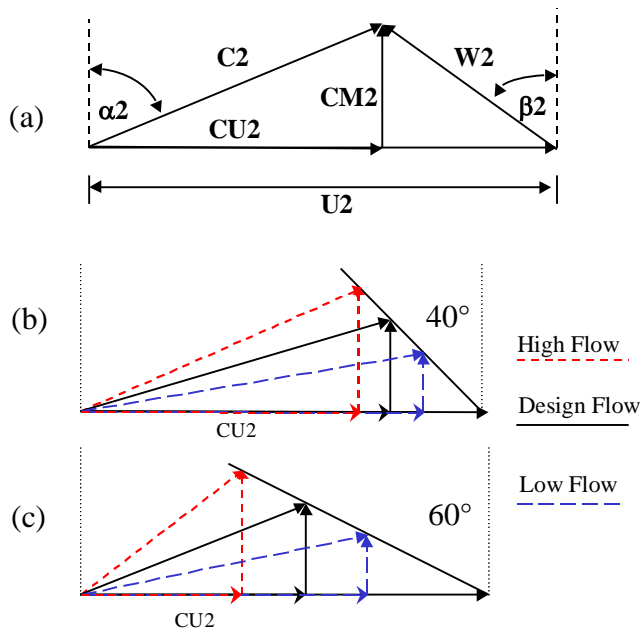 C2
W2
α2
CM2
β2
(a)
CU2
U2
(b)
40°
High Flow
Design Flow
CU2
Low Flow
(c)
60°
CU2